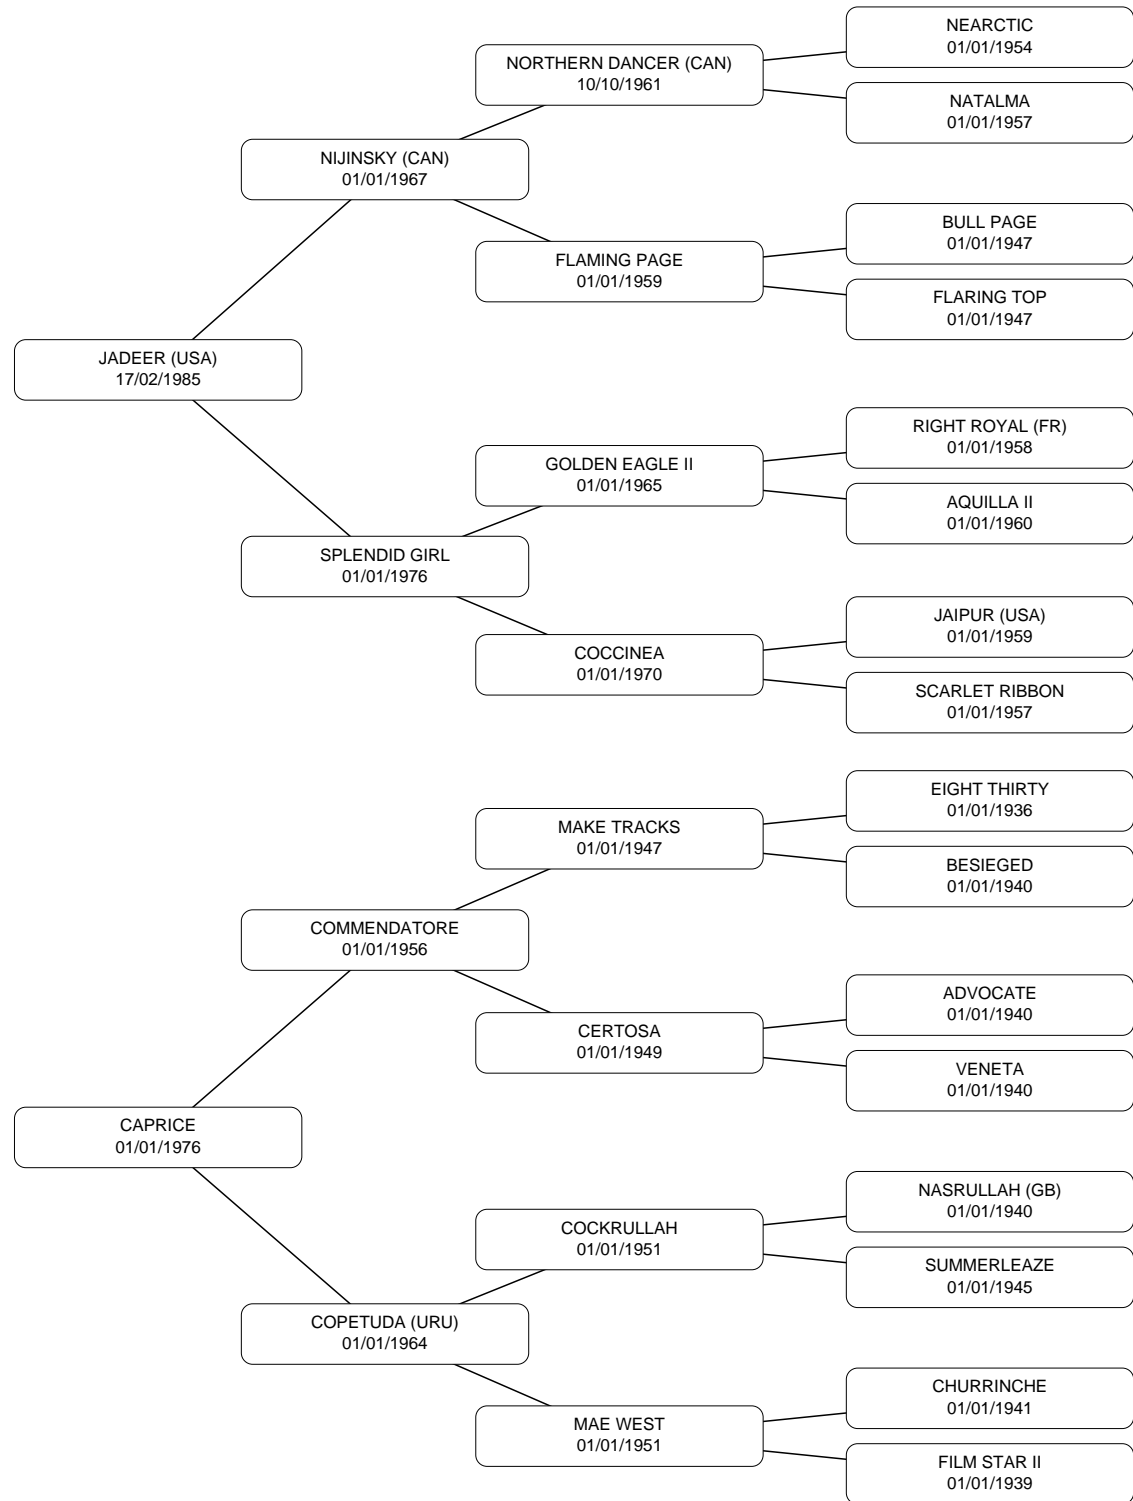 NEARCTIC
01/01/1954
NORTHERN DANCER (CAN)
10/10/1961
NATALMA
01/01/1957
NIJINSKY (CAN)
01/01/1967
BULL PAGE
01/01/1947
FLAMING PAGE
01/01/1959
FLARING TOP
01/01/1947
JADEER (USA)
17/02/1985
RIGHT ROYAL (FR)
01/01/1958
GOLDEN EAGLE II
01/01/1965
AQUILLA II
01/01/1960
SPLENDID GIRL
01/01/1976
JAIPUR (USA)
01/01/1959
COCCINEA
01/01/1970
SCARLET RIBBON
01/01/1957
EIGHT THIRTY
01/01/1936
MAKE TRACKS
01/01/1947
BESIEGED
01/01/1940
COMMENDATORE
01/01/1956
ADVOCATE
01/01/1940
CERTOSA
01/01/1949
VENETA
01/01/1940
CAPRICE
01/01/1976
NASRULLAH (GB)
01/01/1940
COCKRULLAH
01/01/1951
SUMMERLEAZE
01/01/1945
COPETUDA (URU)
01/01/1964
CHURRINCHE
01/01/1941
MAE WEST
01/01/1951
FILM STAR II
01/01/1939